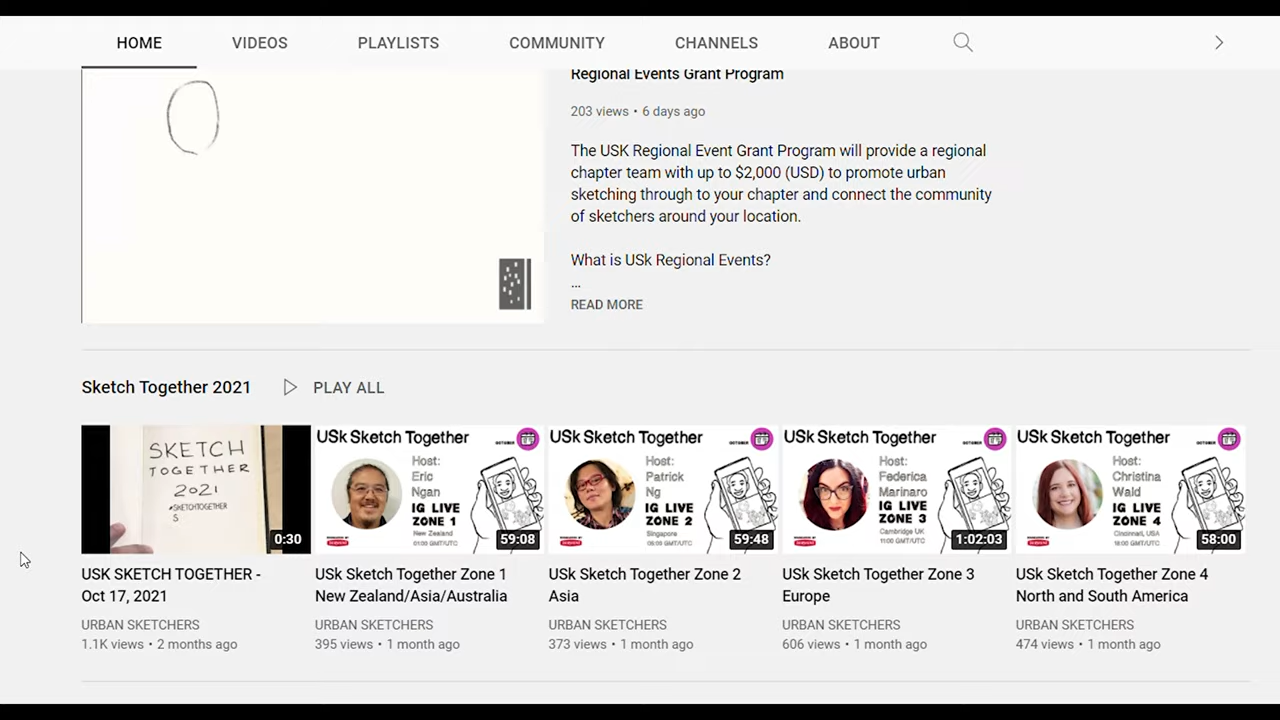 HOME VIDEOS PLAYLISTS COMMUNITY CHANNELS ABOUT
Regional Events Grant Program
203 views • 6 days ago
The USK Regional Event Grant Program will provide a regional
chapter team with up to $2,000 (USD) to promote urban
sketching through to your chapter and connect the community
of sketchers around your location.
What is USk Regional Events?
...
READ MORE
Sketch Together 2021 PLAY ALL
SKETCH
TOGETHER
2021
#SKETCHTOGETHER
S
0:30
USK SKETCH TOGETHER -
Oct 17, 2021
URBAN SKETCHERS
1.1K views • 2 months ago
USk Sketch Together
OCTOBER
Host:
Eric
Ngan
IG LIVE
ZONE 1
New Zealand
59:08
USk Sketch Together Zone 1
New Zealand/Asia/Australia
URBAN SKETCHERS
395 views • 1 month ago
USk Sketch Together
OCTOBER
Host:
Patrick
Ng
IG LIVE
ZONE 2
Singapore
59:48
USk Sketch Together Zone 2
Asia
URBAN SKETCHERS
373 views • 1 month ago
USk Sketch Together
OCTOBER
Host:
Federica
Marinaro
IG LIVE
ZONE 3
Cambridge UK
11:00 GMT/UTC
1:02:03
USk Sketch Together Zone 3
Europe
URBAN SKETCHERS
606 views • 1 month ago
USk Sketch Together
OCTOBER
Host:
Christina
Wald
IG LIVE
ZONE 4
Cincinnati, USA
58:00
USk Sketch Together Zone 4
North and South America
URBAN SKETCHERS
474 views • 1 month ago